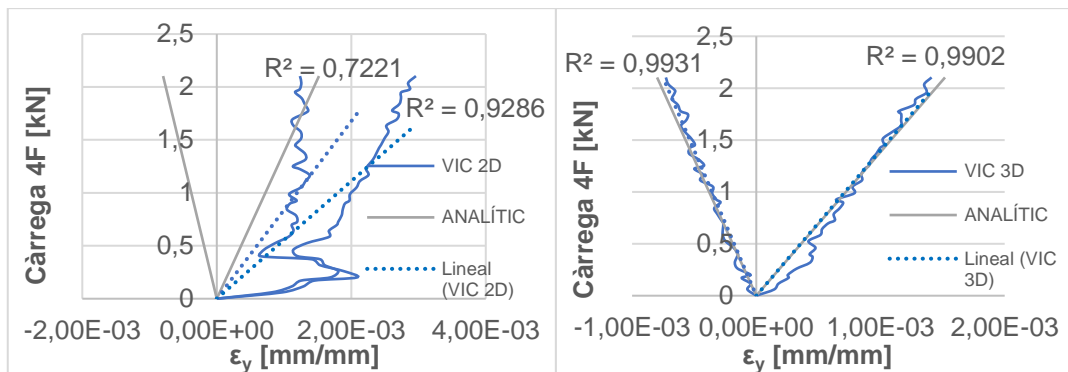 2,5
2
1,5
1
0,5
0
Càrrega 4F [kN]
R² = 0,7221
R² = 0,9286
VIC 2D
ANALÍTIC
Lineal
(VIC 2D)
-2,00E-03 0,00E+00 2,00E-03 4,00E-03
εy [mm/mm]
2,5
2
1,5
1
0,5
0
Càrrega 4F [kN]
R² = 0,9931
R² = 0,9902
VIC 3D
ANALÍTIC
Lineal (VIC
3D)
-1,00E-03 0,00E+00 1,00E-03 2,00E-03
εy [mm/mm]